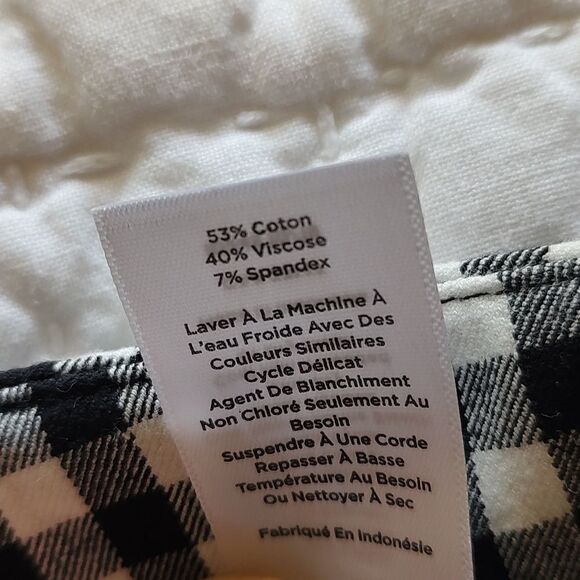 53% Coton
40% Viscose
7% Spandex
Laver À La Machine À
L'eau Froide Avec Des
Couleurs Similaires
Cycle Délicat
Agent De Blanchiment
Non Chloré Seulement Au
Besoin
Suspendre À Une Corde
Repasser À Basse
Température Au Besoin
Ou Nettoyer À Sec
Fabriqué En Indonésie